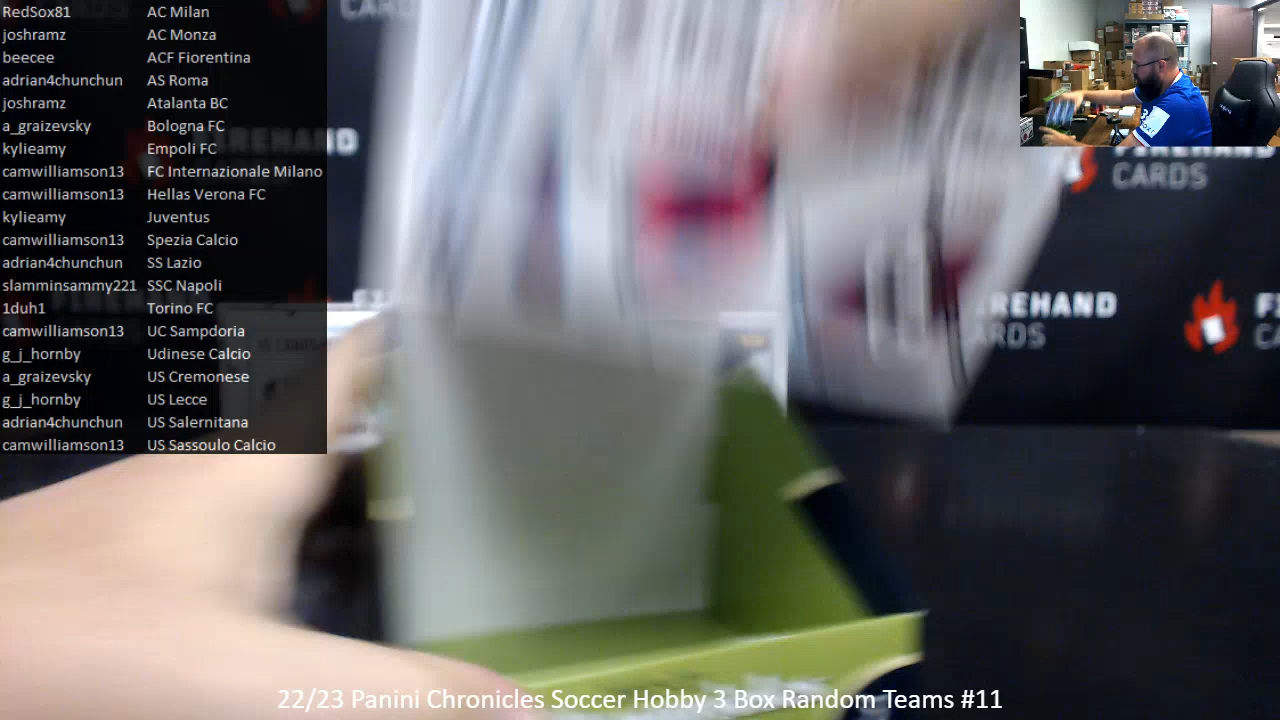 RedSox81 AC Milan
joshramz AC Monza
beecee ACF Fiorentina
adrian4chunchun AS Roma
joshramz Atalanta BC
a_graizevsky Bologna FC
kylieamy Empoli FC
camwilliamson13 FC Internazionale Milano
camwilliamson13 Hellas Verona FC
kylieamy Juventus
camwilliamson13 Spezia Calcio
adrian4chunchun SS Lazio
slamminsammy221 SSC Napoli
1duh1 Torino FC
camwilliamson13 UC Sampdoria
g_j_hornby Udinese Calcio
a_graizevsky US Cremonese
g_j_hornby US Lecce
adrian4chunchun US Salernitana
camwilliamson13 US Sassoulo Calcio
CARDS
REHAND
ARDS
22/23 Panini Chronicles Soccer Hobby 3 Box Random Teams #11